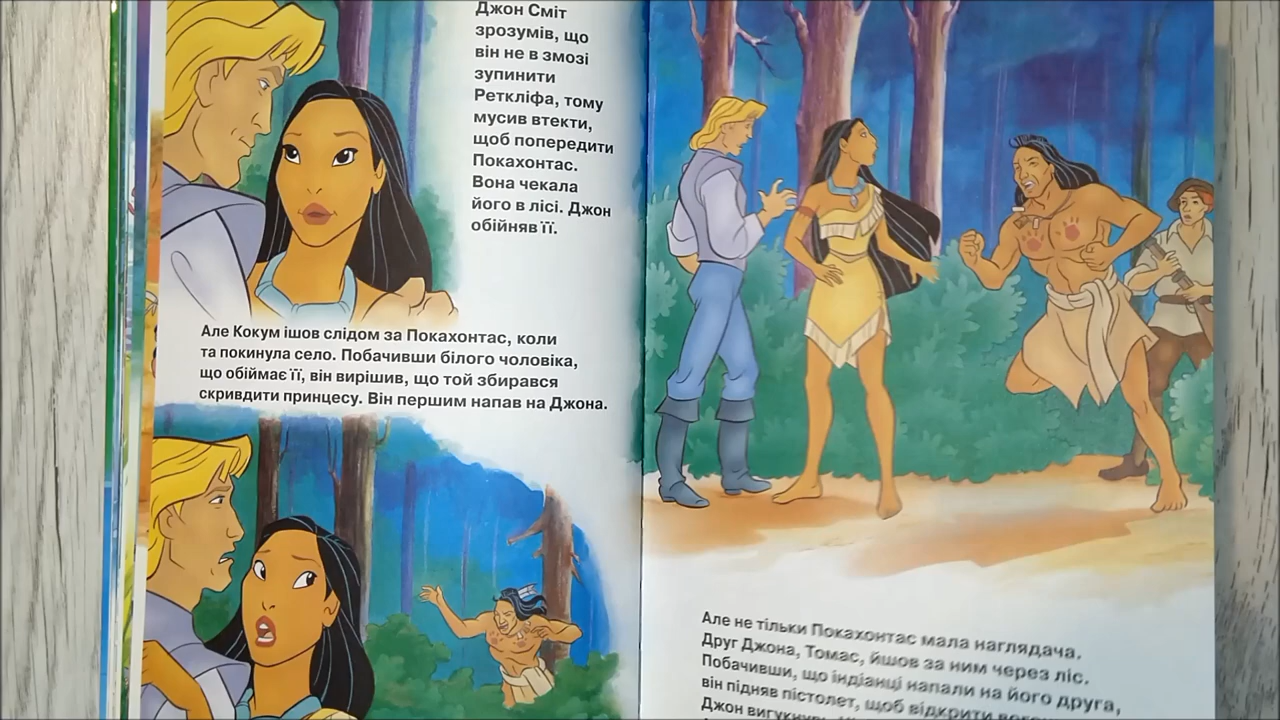 Джон Сміт
зрозумів, що
він не в змозі
зупинити
Реткліфа, тому
мусив втекти,
щоб попередити
Покахонтас.
Вона чекала
його в лісі. Джон
обійняв її.
Але Кокум ішов слідом за Покахонтас, коли
та покинула село. Побачивши білого чоловіка,
що обіймає її, він вирішив, що той збирався
скривдити принцесу. Він першим напав на Джона.
Але не тільки Покахонтас мала наглядача.
Друг Джона, Томас, йшов за ним через ліс.
Побачивши, що індіанці напали на його друга,
він підняв пістолет, щоб відкрити
Джон